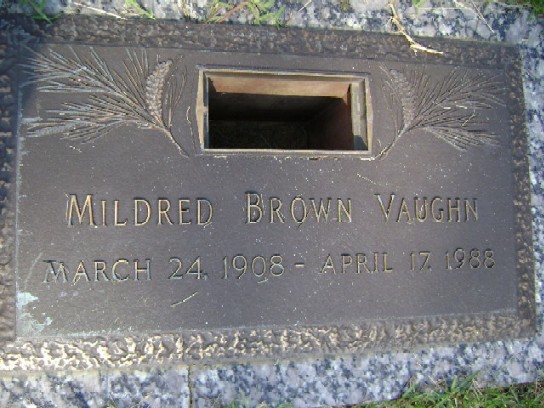 MILDRED BROWN VAUGHN
MARCH 24. 1908 - APRIL 17. 1988